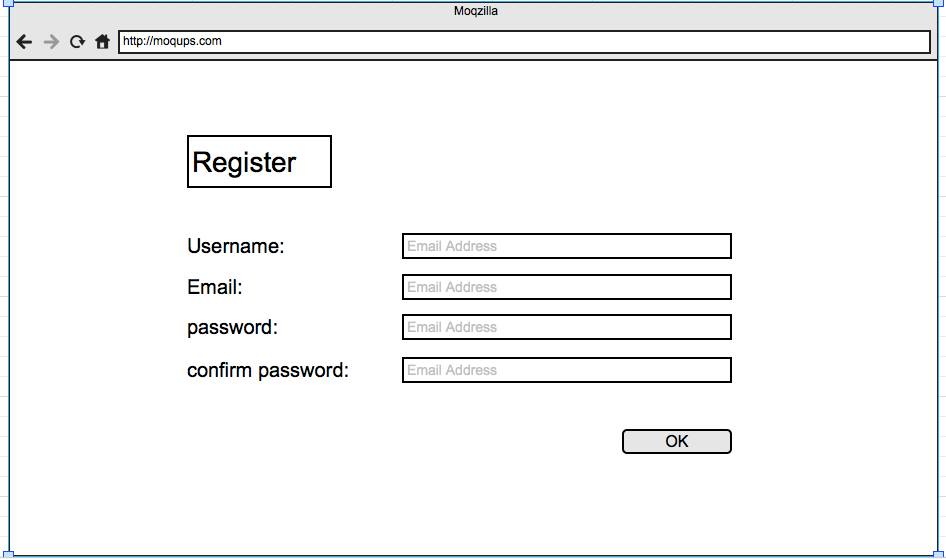 Moqzilla
http://moqups.com
Register
Username: Email Address
Email: Email Address
password: Email Address
confirm password: Email Address
OK